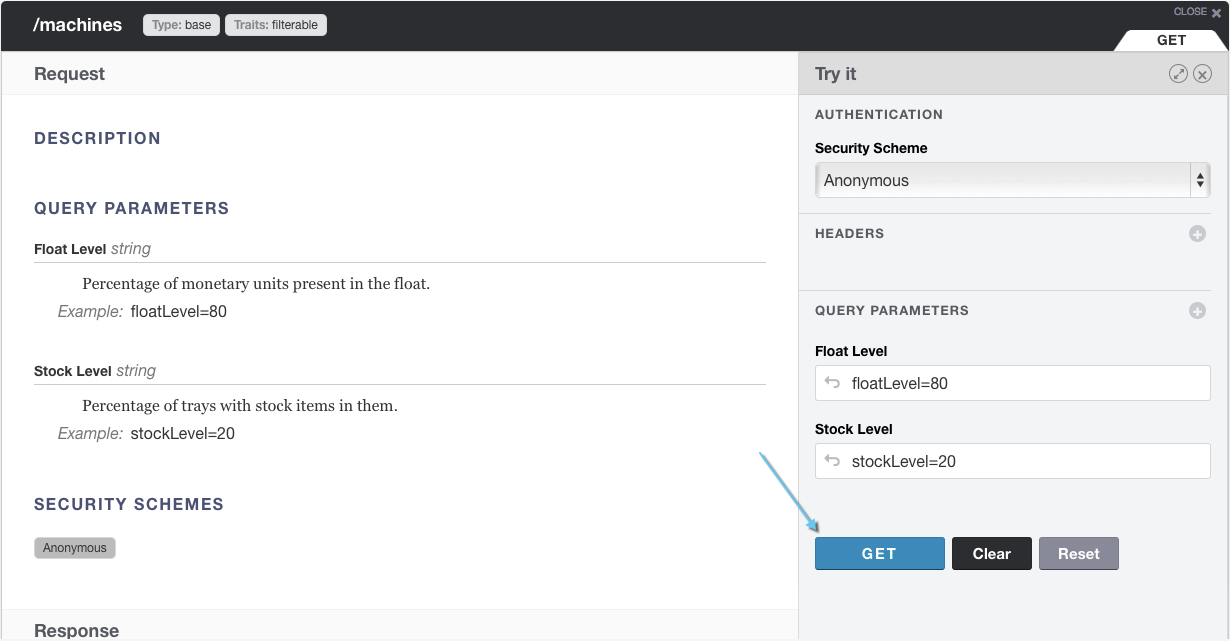 /machines Type: base Traits: filterable CLOSE
GET
Request
DESCRIPTION
QUERY PARAMETERS
Float Level string
Percentage of monetary units present in the float.
Example: floatLevel=80
Stock Level string
Percentage of trays with stock items in them.
Example: stockLevel=20
SECURITY SCHEMES
Anonymous
Response
Try it
AUTHENTICATION
Security Scheme
Anonymous
HEADERS
QUERY PARAMETERS
Float Level
floatLevel=80
Stock Level
stockLevel=20
GET Clear Reset